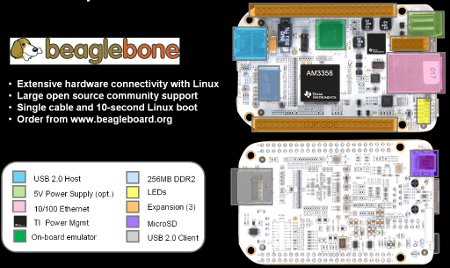 beaglebone
• Extensive hardware connectivity with Linux
• Large open source community support
• Single cable and 10-second Linux boot
• Order from www.beagleboard.org
AM3358
TEXAS
INSTRUMENTS
USB 2.0 Host
5V Power Supply (opt.)
10/100 Ethernet
TI Power Mgmt
On-board emulator
256MB DDR2
LEDs
Expansion (3)
MicroSD
USB 2.0 Client